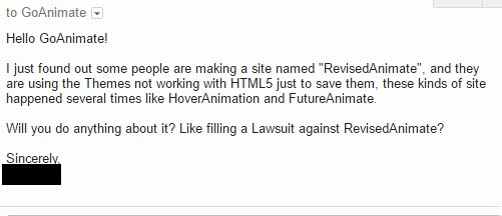 to GoAnimate
Hello GoAnimate!
I just found out some people are making a site named "RevisedAnimate", and they
are using the Themes not working with HTML5 just to save them, these kinds of site
happened several times like HoverAnimation and FutureAnimate.
Will you do anything about it? Like filling a Lawsuit against RevisedAnimate?
Sincerely,